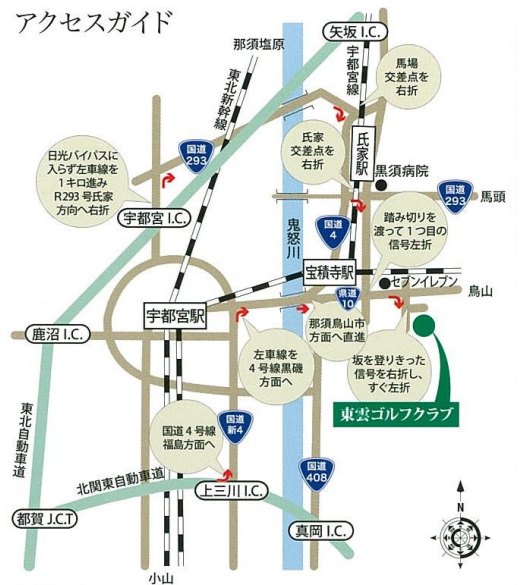 アクセスガイド
矢坂 I.C.
那須塩原
宇都宮線
東北新幹線
馬場
交差点を
右折
国道
293
氏家
交差点を
右折
氏家駅
黒須病院
日光バイパスに
入らず左車線を
1キロ進み
R293号氏家
方向へ右折
国道
293
馬頭
宇都宮 I.C.
踏み切りを
渡って1つ目の
信号左折
鬼怒川
国道
4
宝積寺駅
セブンイレブン
県道
10
烏山
宇都宮駅
鹿沼 I.C.
那須烏山市
方面へ直進
左車線を
4号線黒磯
方面へ
坂を登りきった
信号を右折し、
すぐ左折
東雲ゴルフクラブ
東北自動車道
国道4号線
福島方面へ
国道
新4
国道
408
北関東自動車道
上三川 I.C.
都賀 J.C.T
真岡 I.C.
N
小山